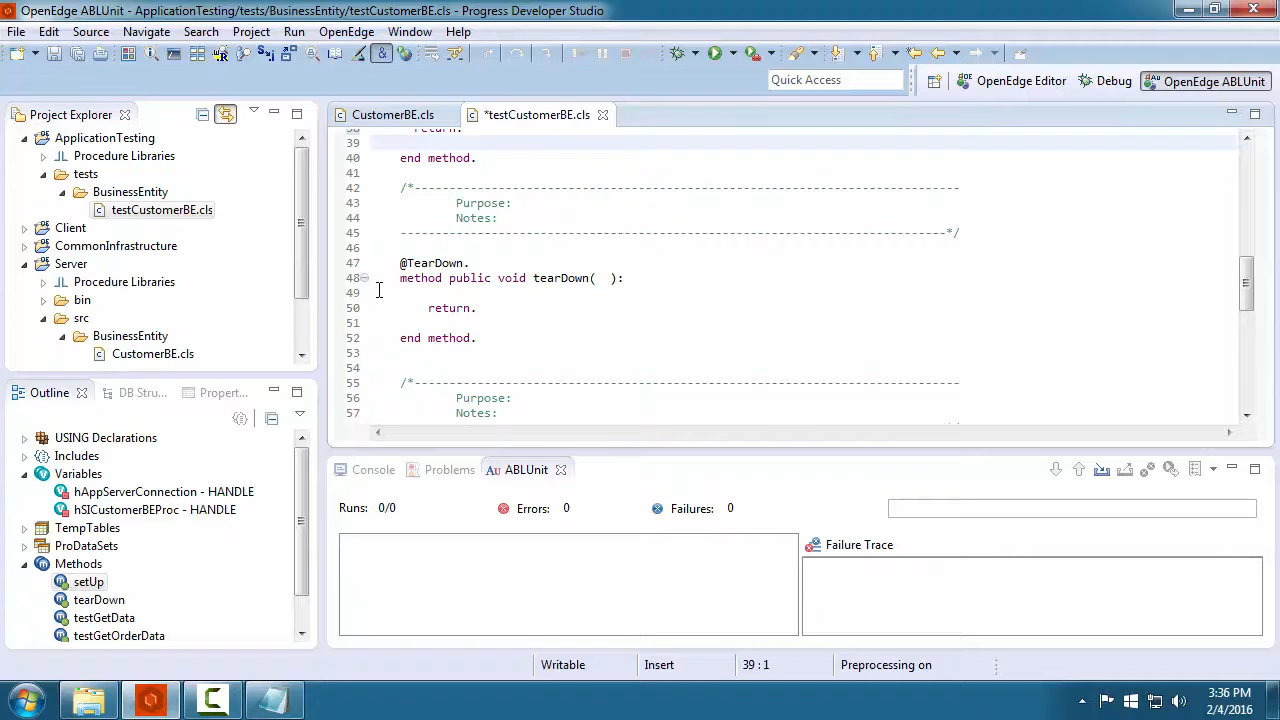 OpenEdge ABLUnit - ApplicationTesting/tests/BusinessEntity/testCustomerBE.cls - Progress Developer Studio
File Edit Source Navigate Search Project Run OpenEdge Window Help
Quick Access
OpenEdge Editor
Debug
OpenEdge ABLUnit
Project Explorer
ApplicationTesting
Procedure Libraries
tests
BusinessEntity
testCustomerBE.cls
Client
CommonInfrastructure
Server
Procedure Libraries
bin
src
BusinessEntity
CustomerBE.cls
Outline
DB Stru...
Propert...
USING Declarations
Includes
Variables
hAppServerConnection - HANDLE
hSICustomerBEProc - HANDLE
TempTables
ProDataSets
Methods
setUp
tearDown
testGetData
testGetOrderData
CustomerBE.cls
*testCustomerBE.cls
38 return.
39
40 end method.
41
42 /*------------------------------------------------------------------------------
43 Purpose:
44 Notes:
45 ------------------------------------------------------------------------------*/
46
47 @TearDown.
48 method public void tearDown(  ):
49
50 return.
51
52 end method.
53
54
55 /*------------------------------------------------------------------------------
56 Purpose:
57 Notes:
Console
Problems
ABLUnit
Runs: 0/0
Errors: 0
Failures: 0
Failure Trace
Writable
Insert
39 : 1
Preprocessing on
3:36 PM
2/4/2016